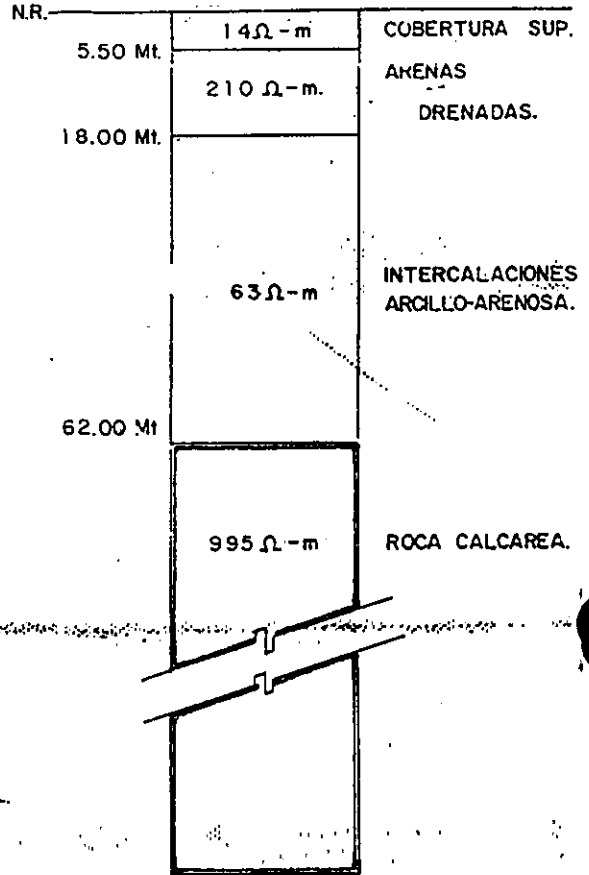 N.R.
14Ω-m COBERTURA SUP.
5.50 Mt.
210 Ω-m. ARENAS
DRENADAS.
18.00 Mt.
63Ω-m INTERCALACIONES
ARCILLO-ARENOSA.
62.00 Mt
995Ω-m ROCA CALCAREA.